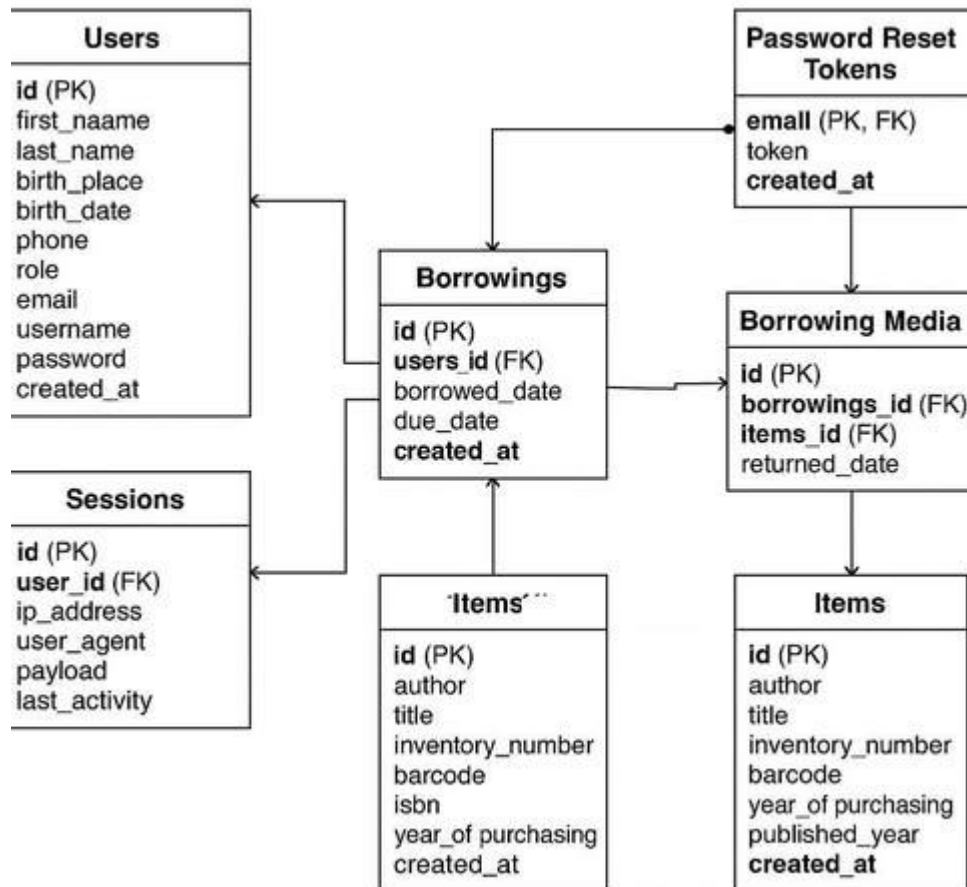 Users
id (PK)
first_naame
last_name
birth_place
birth_date
phone
role
email
username
password
created_at
Password Reset
Tokens
emall (PK, FK)
token
created_at
Borrowings
id (PK)
users_id (FK)
borrowed_date
due_date
created_at
Borrowing Media
id (PK)
borrowings_id (FK)
items_id (FK)
returned_date
Sessions
id (PK)
user_id (FK)
ip_address
user_agent
payload
last_activity
Items
id (PK)
author
title
inventory_number
barcode
isbn
year_of purchasing
created_at
Items
id (PK)
author
title
inventory_number
barcode
year_of purchasing
published_year
created_at